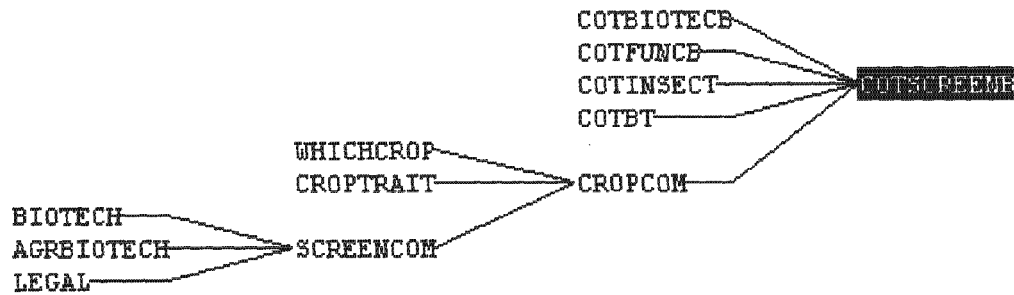 COTBIOTECB
COTFUNCB
COTINSECT
COTBT
WHICHCROP
CROPTRAIT
CROPCOM
BIOTECH
AGRBIOTECH
SCREENCOM
LEGAL